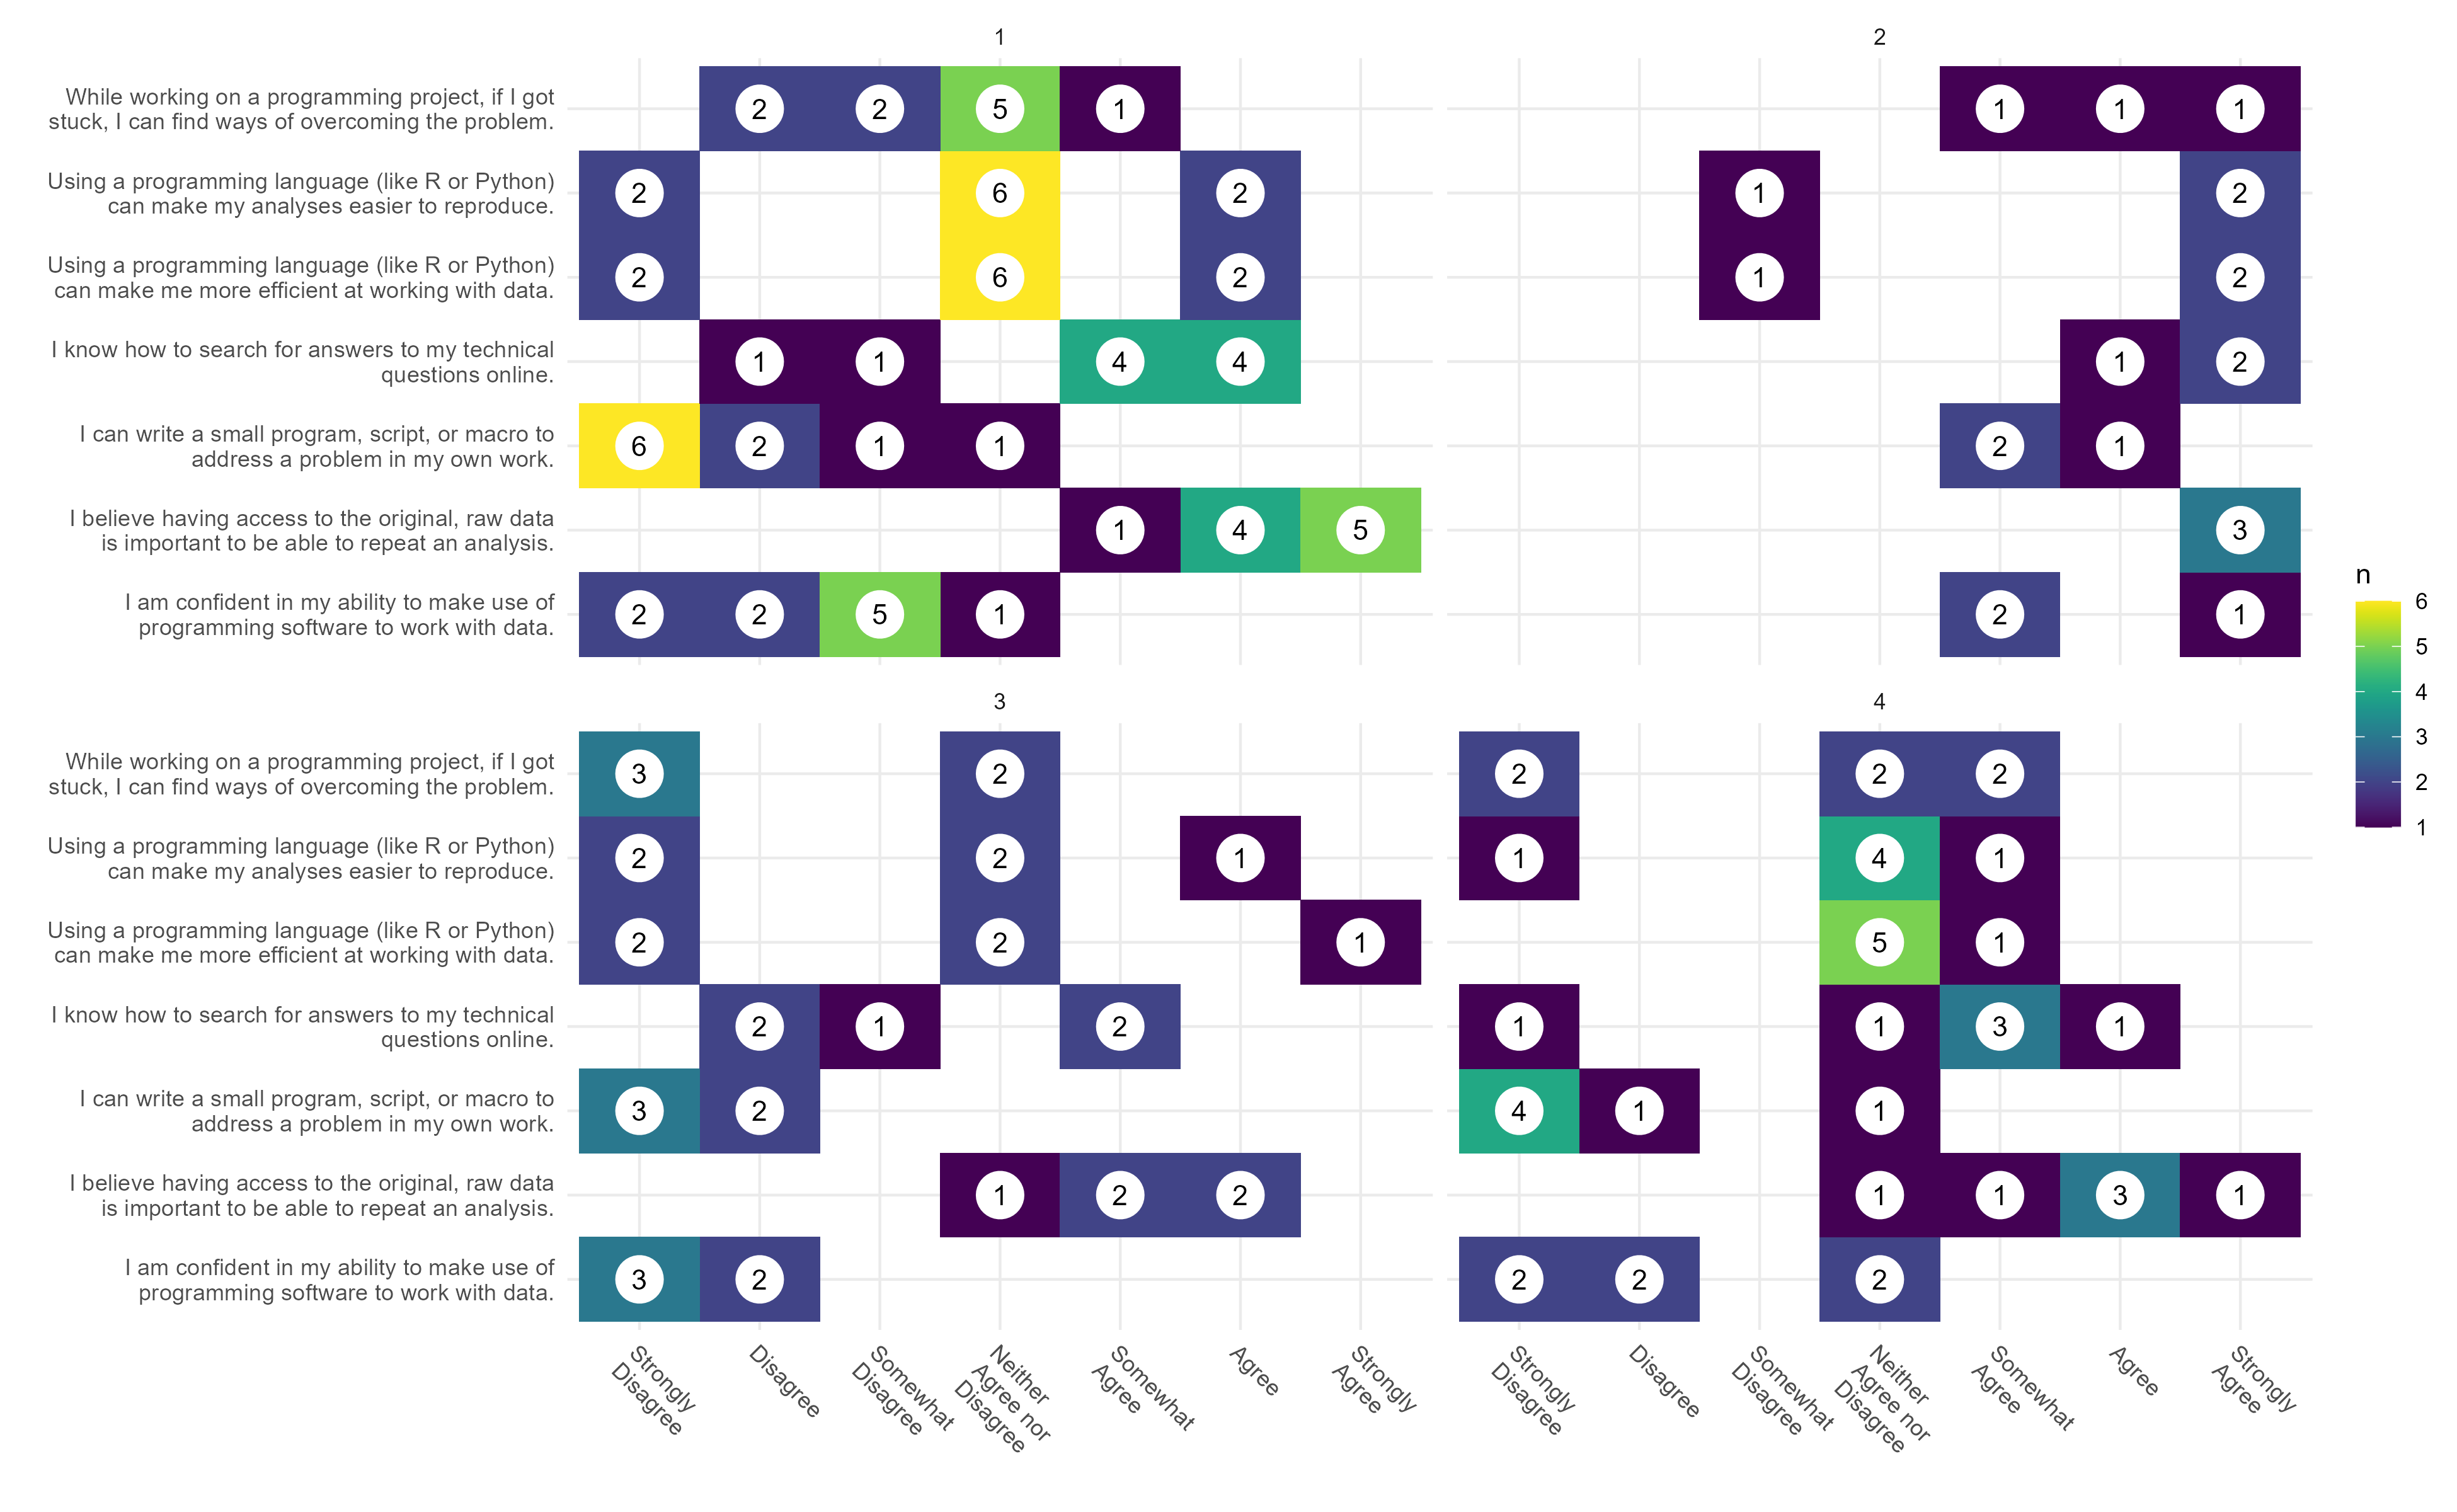 1
2
While working on a programming project, if I got
stuck, I can find ways of overcoming the problem.
2 2 5 1 1 1 1
Using a programming language (like R or Python)
can make my analyses easier to reproduce.
2 6 2 1 2
Using a programming language (like R or Python)
can make me more efficient at working with data.
2 6 2 1 2
I know how to search for answers to my technical
questions online.
1 1 4 4 1 2
I can write a small program, script, or macro to
address a problem in my own work.
6 2 1 1 2 1
I believe having access to the original, raw data
is important to be able to repeat an analysis.
1 4 5 3
I am confident in my ability to make use of
programming software to work with data.
2 2 5 1 2 1
n
6
5
4
3
2
1
3
4
While working on a programming project, if I got
stuck, I can find ways of overcoming the problem.
3 2 2 2 2
Using a programming language (like R or Python)
can make my analyses easier to reproduce.
2 2 1 1 4 1
Using a programming language (like R or Python)
can make me more efficient at working with data.
2 2 1 5 1
I know how to search for answers to my technical
questions online.
2 1 2 1 1 3 1
I can write a small program, script, or macro to
address a problem in my own work.
3 2 4 1 1
I believe having access to the original, raw data
is important to be able to repeat an analysis.
1 2 2 1 1 3 1
I am confident in my ability to make use of
programming software to work with data.
3 2 2 2 2
Strongly
Disagree
Disagree
Somewhat
Disagree
Neither
Agree nor
Disagree
Somewhat
Agree
Agree
Strongly
Agree
Strongly
Disagree
Disagree
Somewhat
Disagree
Neither
Agree nor
Disagree
Somewhat
Agree
Agree
Strongly
Agree